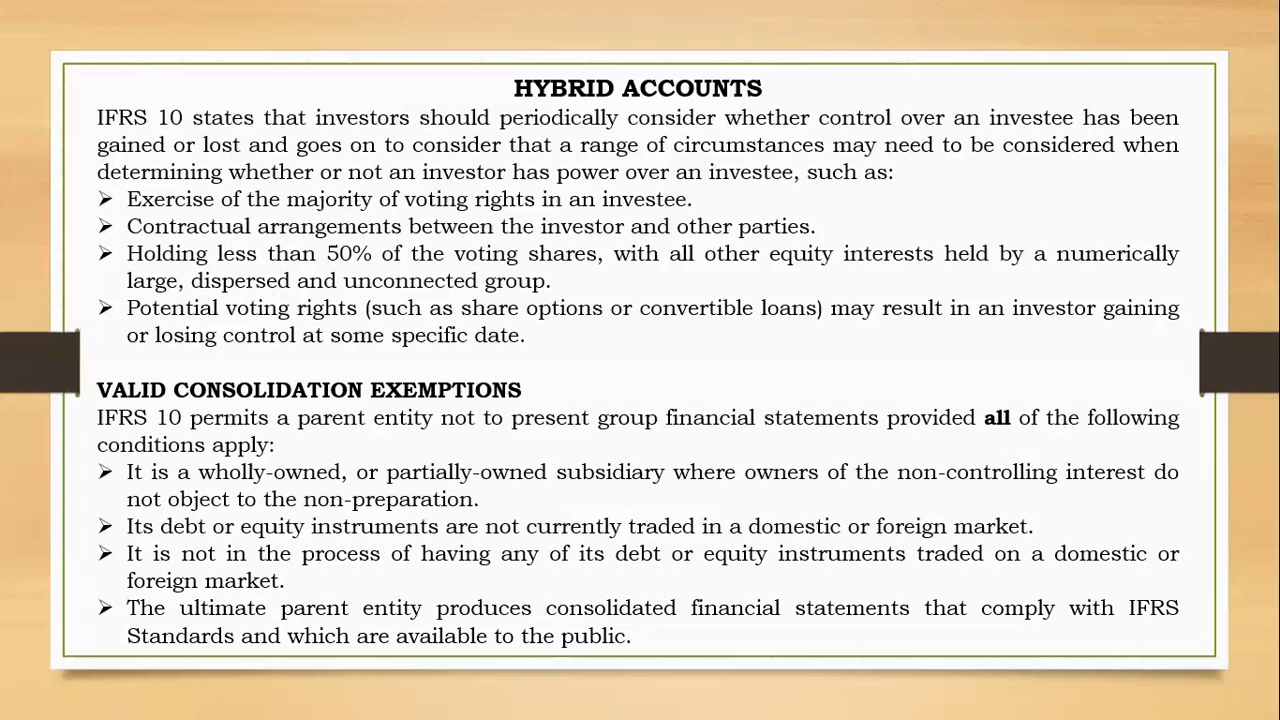 HYBRID ACCOUNTS
IFRS 10 states that investors should periodically consider whether control over an investee has been
gained or lost and goes on to consider that a range of circumstances may need to be considered when
determining whether or not an investor has power over an investee, such as:
➢ Exercise of the majority of voting rights in an investee.
➢ Contractual arrangements between the investor and other parties.
➢ Holding less than 50% of the voting shares, with all other equity interests held by a numerically
large, dispersed and unconnected group.
➢ Potential voting rights (such as share options or convertible loans) may result in an investor gaining
or losing control at some specific date.
VALID CONSOLIDATION EXEMPTIONS
IFRS 10 permits a parent entity not to present group financial statements provided all of the following
conditions apply:
➢ It is a wholly-owned, or partially-owned subsidiary where owners of the non-controlling interest do
not object to the non-preparation.
➢ Its debt or equity instruments are not currently traded in a domestic or foreign market.
➢ It is not in the process of having any of its debt or equity instruments traded on a domestic or
foreign market.
➢ The ultimate parent entity produces consolidated financial statements that comply with IFRS
Standards and which are available to the public.